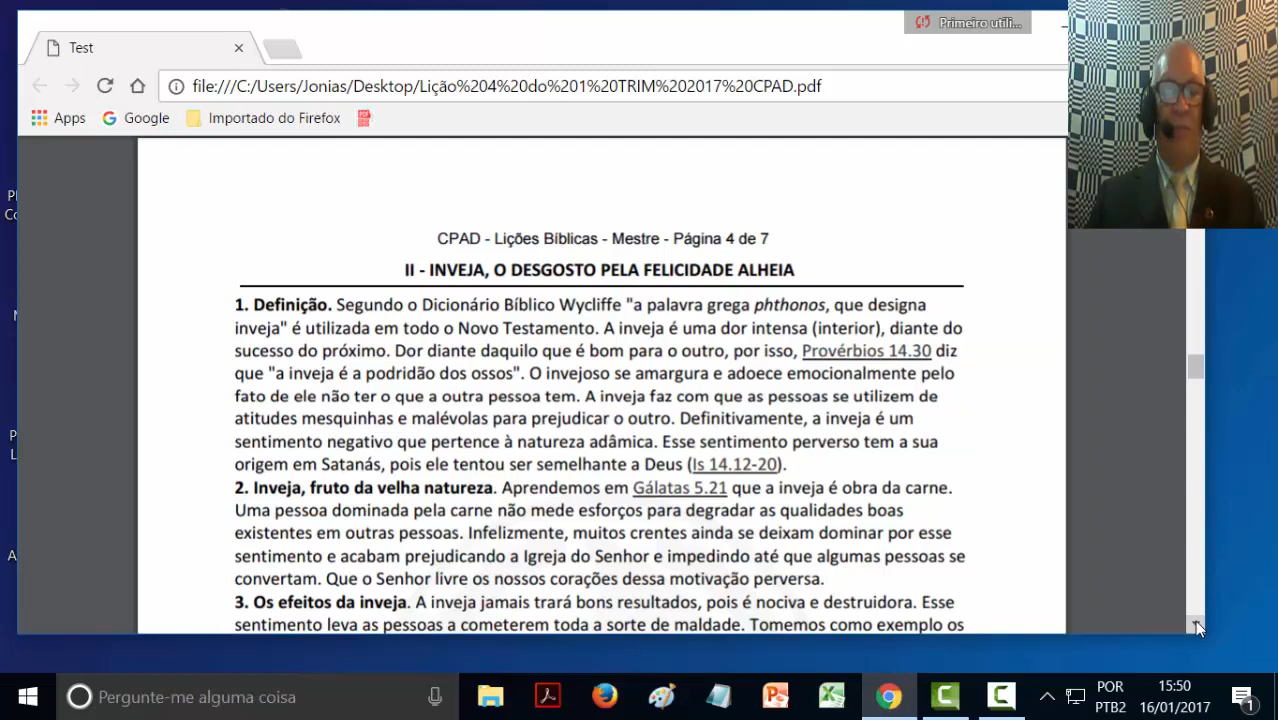 Primeiro utili...
Test
file:///C:/Users/Jonias/Desktop/Lição%204%20do%201%20TRIM%202017%20CPAD.pdf
Apps Google Importado do Firefox
CPAD - Lições Bíblicas - Mestre - Página 4 de 7
II - INVEJA, O DESGOSTO PELA FELICIDADE ALHEIA
1. Definição. Segundo o Dicionário Bíblico Wycliffe "a palavra grega phthonos, que designa
inveja" é utilizada em todo o Novo Testamento. A inveja é uma dor intensa (interior), diante do
sucesso do próximo. Dor diante daquilo que é bom para o outro, por isso, Provérbios 14.30 diz
que "a inveja é a podridão dos ossos". O invejoso se amargura e adoece emocionalmente pelo
fato de ele não ter o que a outra pessoa tem. A inveja faz com que as pessoas se utilizem de
atitudes mesquinhas e malévolas para prejudicar o outro. Definitivamente, a inveja é um
sentimento negativo que pertence à natureza adâmica. Esse sentimento perverso tem a sua
origem em Satanás, pois ele tentou ser semelhante a Deus (Is 14.12-20).
2. Inveja, fruto da velha natureza. Aprendemos em Gálatas 5.21 que a inveja é obra da carne.
Uma pessoa dominada pela carne não mede esforços para degradar as qualidades boas
existentes em outras pessoas. Infelizmente, muitos crentes ainda se deixam dominar por esse
sentimento e acabam prejudicando a Igreja do Senhor e impedindo até que algumas pessoas se
convertam. Que o Senhor livre os nossos corações dessa motivação perversa.
3. Os efeitos da inveja. A inveja jamais trará bons resultados, pois é nociva e destruidora. Esse
sentimento leva as pessoas a cometerem toda a sorte de maldade. Tomemos como exemplo os
Pergunte-me alguma coisa
POR
PTB2
15:50
16/01/2017
1